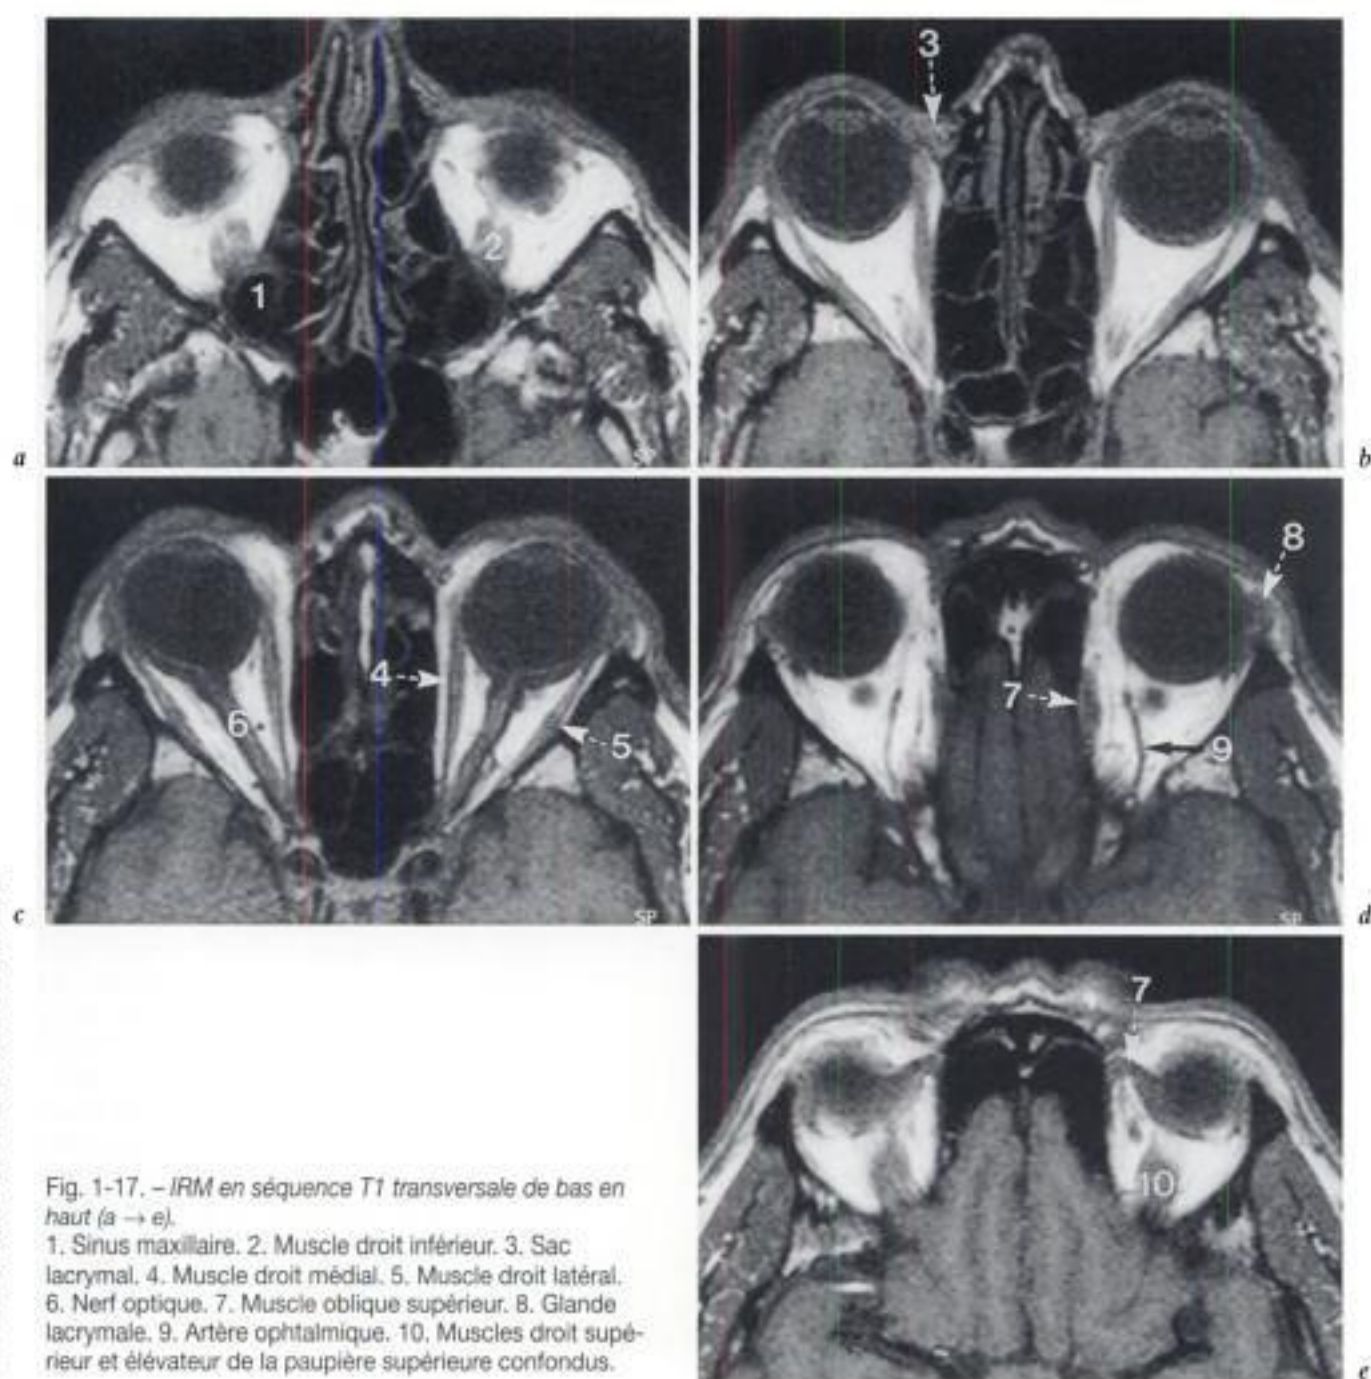 3
1
2
a
b
8
4
7
6
5
9
c
SP
d
SP
7
10
e
Fig. 1-17. – IRM en séquence T1 transversale de bas en
haut (a → e).
1. Sinus maxillaire. 2. Muscle droit inférieur. 3. Sac
lacrymal. 4. Muscle droit médial. 5. Muscle droit latéral.
6. Nerf optique. 7. Muscle oblique supérieur. 8. Glande
lacrymale. 9. Artère ophtalmique. 10. Muscles droit supé-
rieur et élévateur de la paupière supérieure confondus.